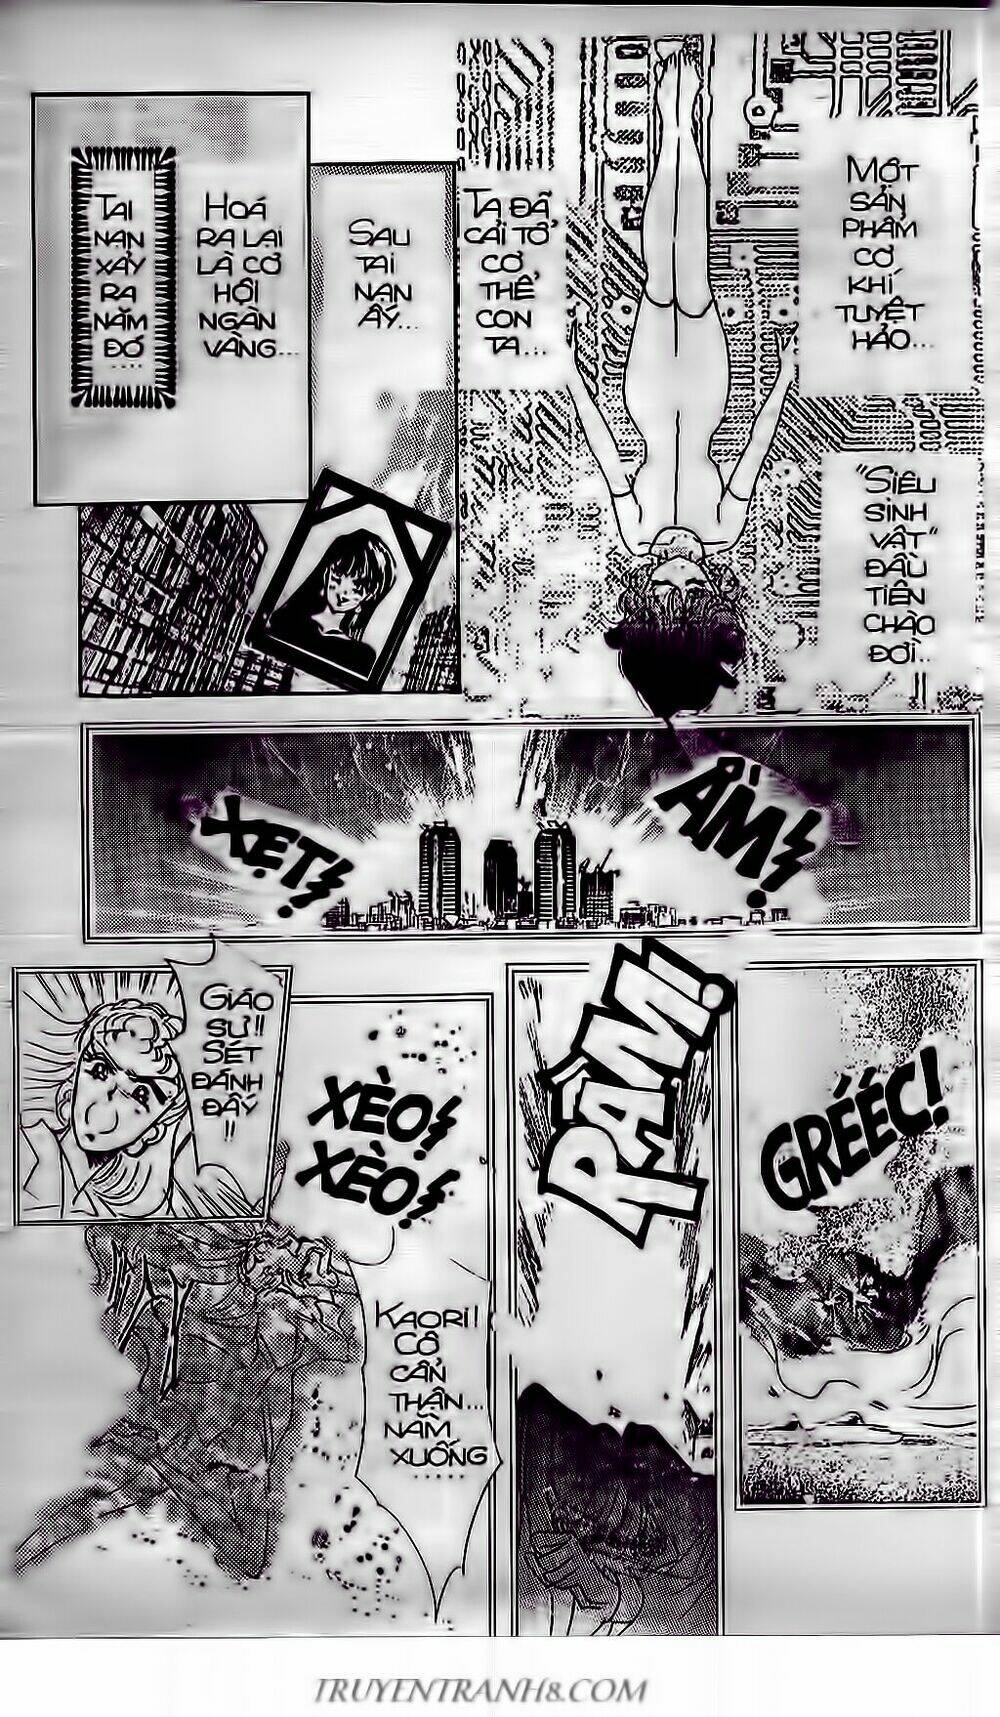 TAI
NẠN
XẢY
RA
NĂM
ĐÓ
....
HOÁ
RA LẠI
LÀ CƠ
HỘI
NGÀN
VÀNG...
SAU
TAI
NẠN
ẤY...
TA ĐÃ
CẢI TỔ
CƠ
THỂ
CON
TA...
MỘT
SẢN
PHẨM
CƠ
KHÍ
TUYỆT
HẢO...
"SIÊU
SINH
VẬT"
ĐẦU
TIÊN
CHÀO
ĐỜI...
XẸT!
ẦM!
GIÁO
SƯ!!
SÉT
ĐÁNH
ĐẤY
!!
XÈO!
XÈO!
KAORI!
CÔ
CẨN
THẬN...
NẰM
XUỐNG
.....
RẦM!
GRÉÉC!
TRUYENTRANH8.COM